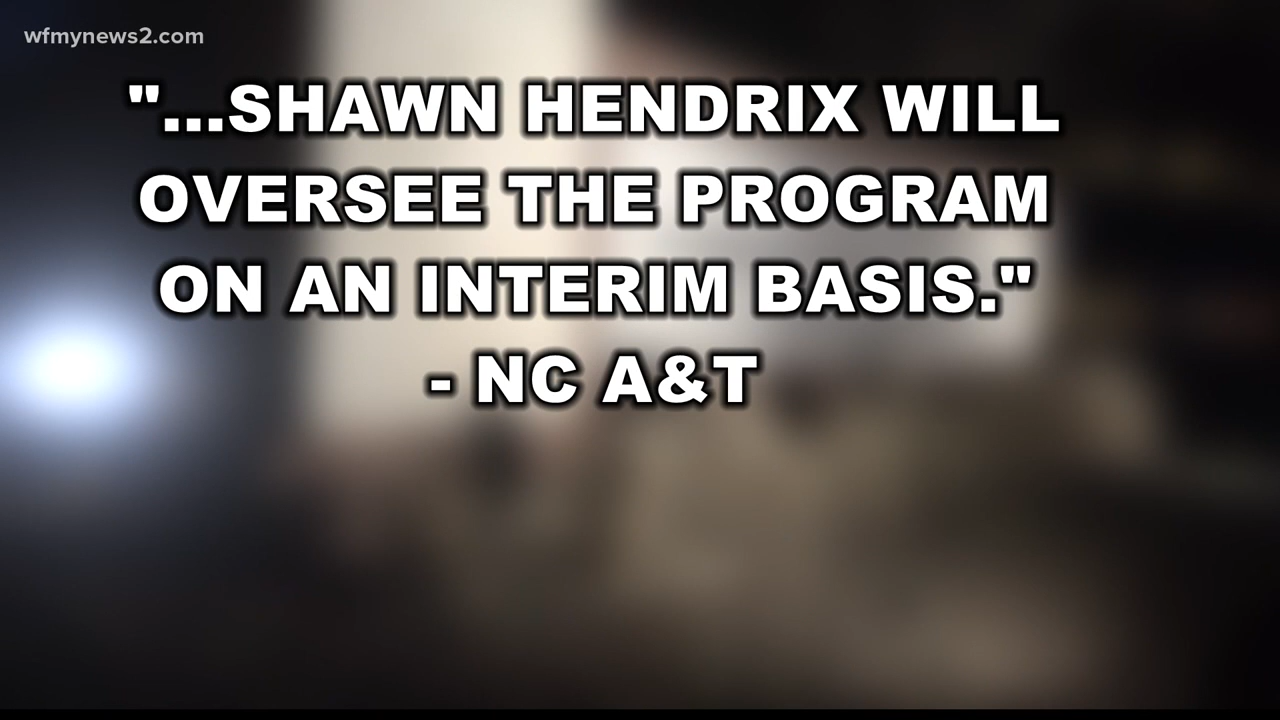 wfmynews2.com
"...SHAWN HENDRIX WILL
OVERSEE THE PROGRAM
ON AN INTERIM BASIS."
- NC A&T